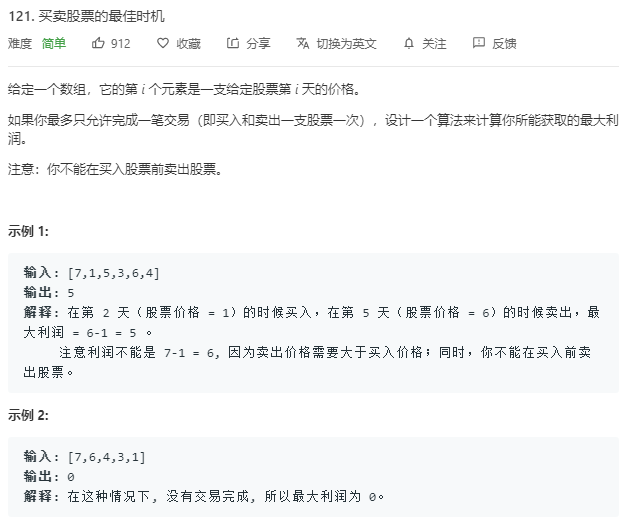 121. 买卖股票的最佳时机
难度 简单 912 收藏 分享 切换为英文 关注 反馈
给定一个数组，它的第 i 个元素是一支给定股票第 i 天的价格。
如果你最多只允许完成一笔交易（即买入和卖出一支股票一次），设计一个算法来计算你所能获取的最大利
润。
注意：你不能在买入股票前卖出股票。
示例 1:
输入: [7,1,5,3,6,4]
输出: 5
解释: 在第 2 天（股票价格 = 1）的时候买入，在第 5 天（股票价格 = 6）的时候卖出，最
大利润 = 6-1 = 5 。
注意利润不能是 7-1 = 6, 因为卖出价格需要大于买入价格；同时，你不能在买入前卖
出股票。
示例 2:
输入: [7,6,4,3,1]
输出: 0
解释: 在这种情况下, 没有交易完成, 所以最大利润为 0。